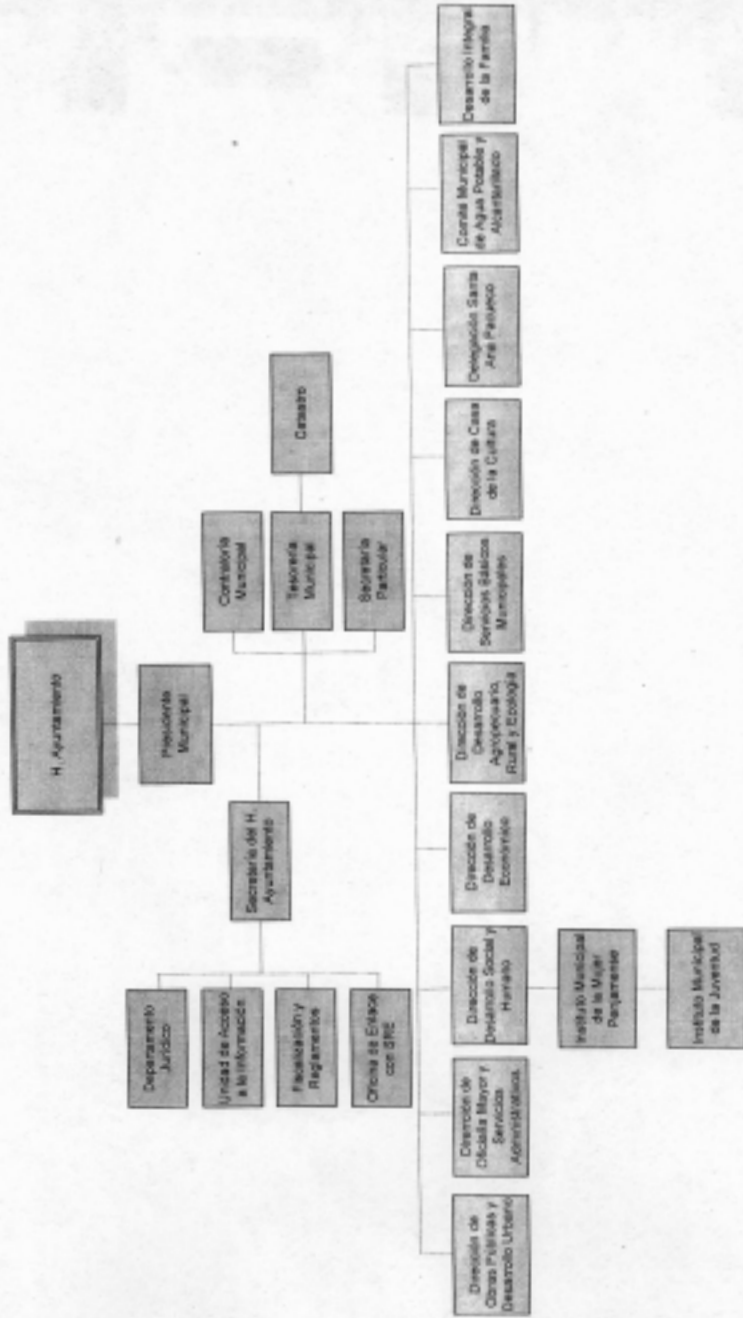 H. Ayuntamiento
Presidente
Municipal
Secretario del H.
Ayuntamiento
Contraloría
Municipal
Tesorería
Municipal
Secretaría
Particular
Catastro
Departamento
Jurídico
Unidad de Acceso
a la Información
Fiscalización y
Reglamentos
Oficina de Enlace
con SRE
Dirección de
Obras Públicas y
Desarrollo Urbano
Dirección de
Oficialía Mayor y
Servicios
Administrativos.
Dirección de
Desarrollo Social y
Humano
Dirección de
Desarrollo
Económico
Dirección de
Desarrollo
Agropecuario,
Rural y Ecología
Dirección de
Servicios Básicos
Municipales
Dirección de Casa
de la Cultura
Delegación Santa
Ana Pacueco
Comité Municipal
de Agua Potable y
Alcantarillado
Desarrollo Integral
de la Familia
Instituto Municipal
de la Mujer
Penjamense
Instituto Municipal
de la Juventud